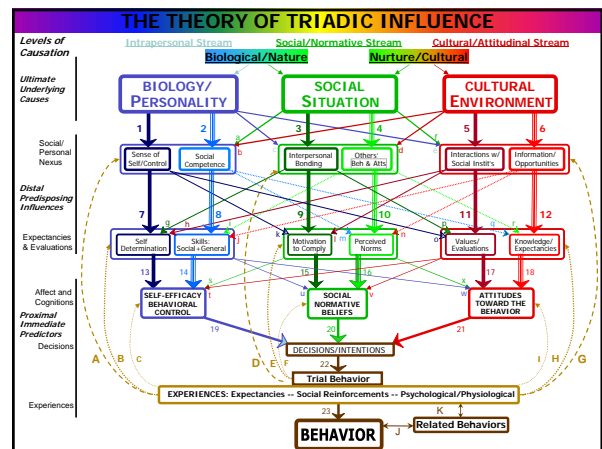 THE THEORY OF TRIADIC INFLUENCE
Levels of
Causation
Intrapersonal Stream
Social/Normative Stream
Cultural/Attitudinal Stream
Biological/Nature
Nurture/Cultural
Ultimate
Underlying
Causes
BIOLOGY/
PERSONALITY
SOCIAL
SITUATION
CULTURAL
ENVIRONMENT
1
2
3
4
5
6
a
b
c
d
e
f
Social/
Personal
Nexus
Sense of
Self/Control
Social
Competence
Interpersonal
Bonding
Others'
Beh & Atts
Interactions w/
Social Instit's
Information/
Opportunities
Distal
Predisposing
Influences
7
8
9
10
11
12
g
h
i
j
k
l
m
n
o
p
q
r
Expectancies
& Evaluations
Self
Determination
Skills:
Social+General
Motivation
to Comply
Perceived
Norms
Values/
Evaluations
Knowledge/
Expectancies
13
14
15
16
17
18
s
t
u
v
w
x
Affect and
Cognitions
SELF-EFFICACY
BEHAVIORAL
CONTROL
SOCIAL
NORMATIVE
BELIEFS
ATTITUDES
TOWARD THE
BEHAVIOR
Proximal
Immediate
Predictors
19
20
21
Decisions
DECISIONS/INTENTIONS
A
B
C
D
E
F
G
H
I
22
Trial Behavior
EXPERIENCES: Expectancies -- Social Reinforcements -- Psychological/Physiological
Experiences
23
K
BEHAVIOR
J
Related Behaviors